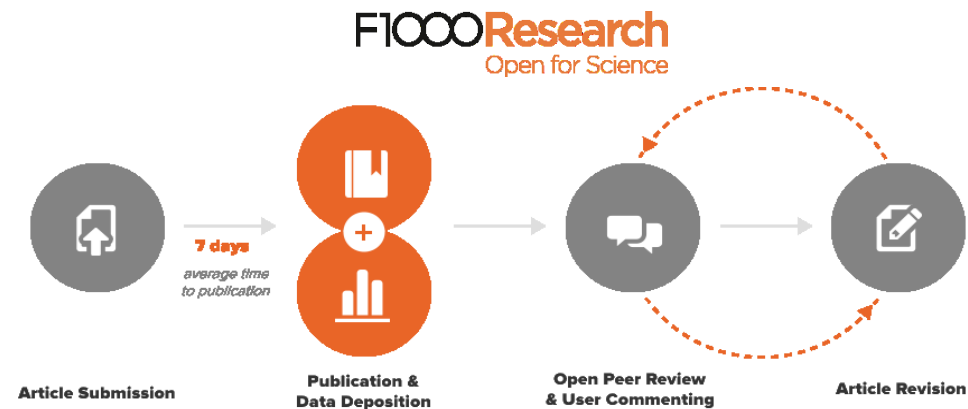 F1000Research
Open for Science
7 days
average time
to publication
Article Submission
Publication &
Data Deposition
Open Peer Review
& User Commenting
Article Revision